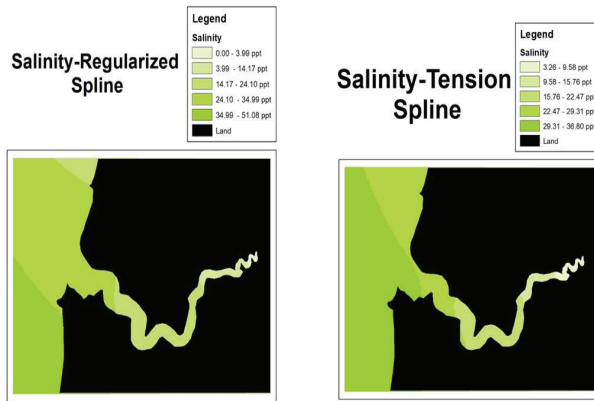 Salinity-Regularized
Spline
Legend
Salinity
0.00 - 3.99 ppt
3.99 - 14.17 ppt
14.17 - 24.10 ppt
24.10 - 34.99 ppt
34.99 - 51.08 ppt
Land
Salinity-Tension
Spline
Legend
Salinity
3.26 - 9.58 ppt
9.58 - 15.76 ppt
15.76 - 22.47 ppt
22.47 - 29.31 ppt
29.31 - 36.80 ppt
Land